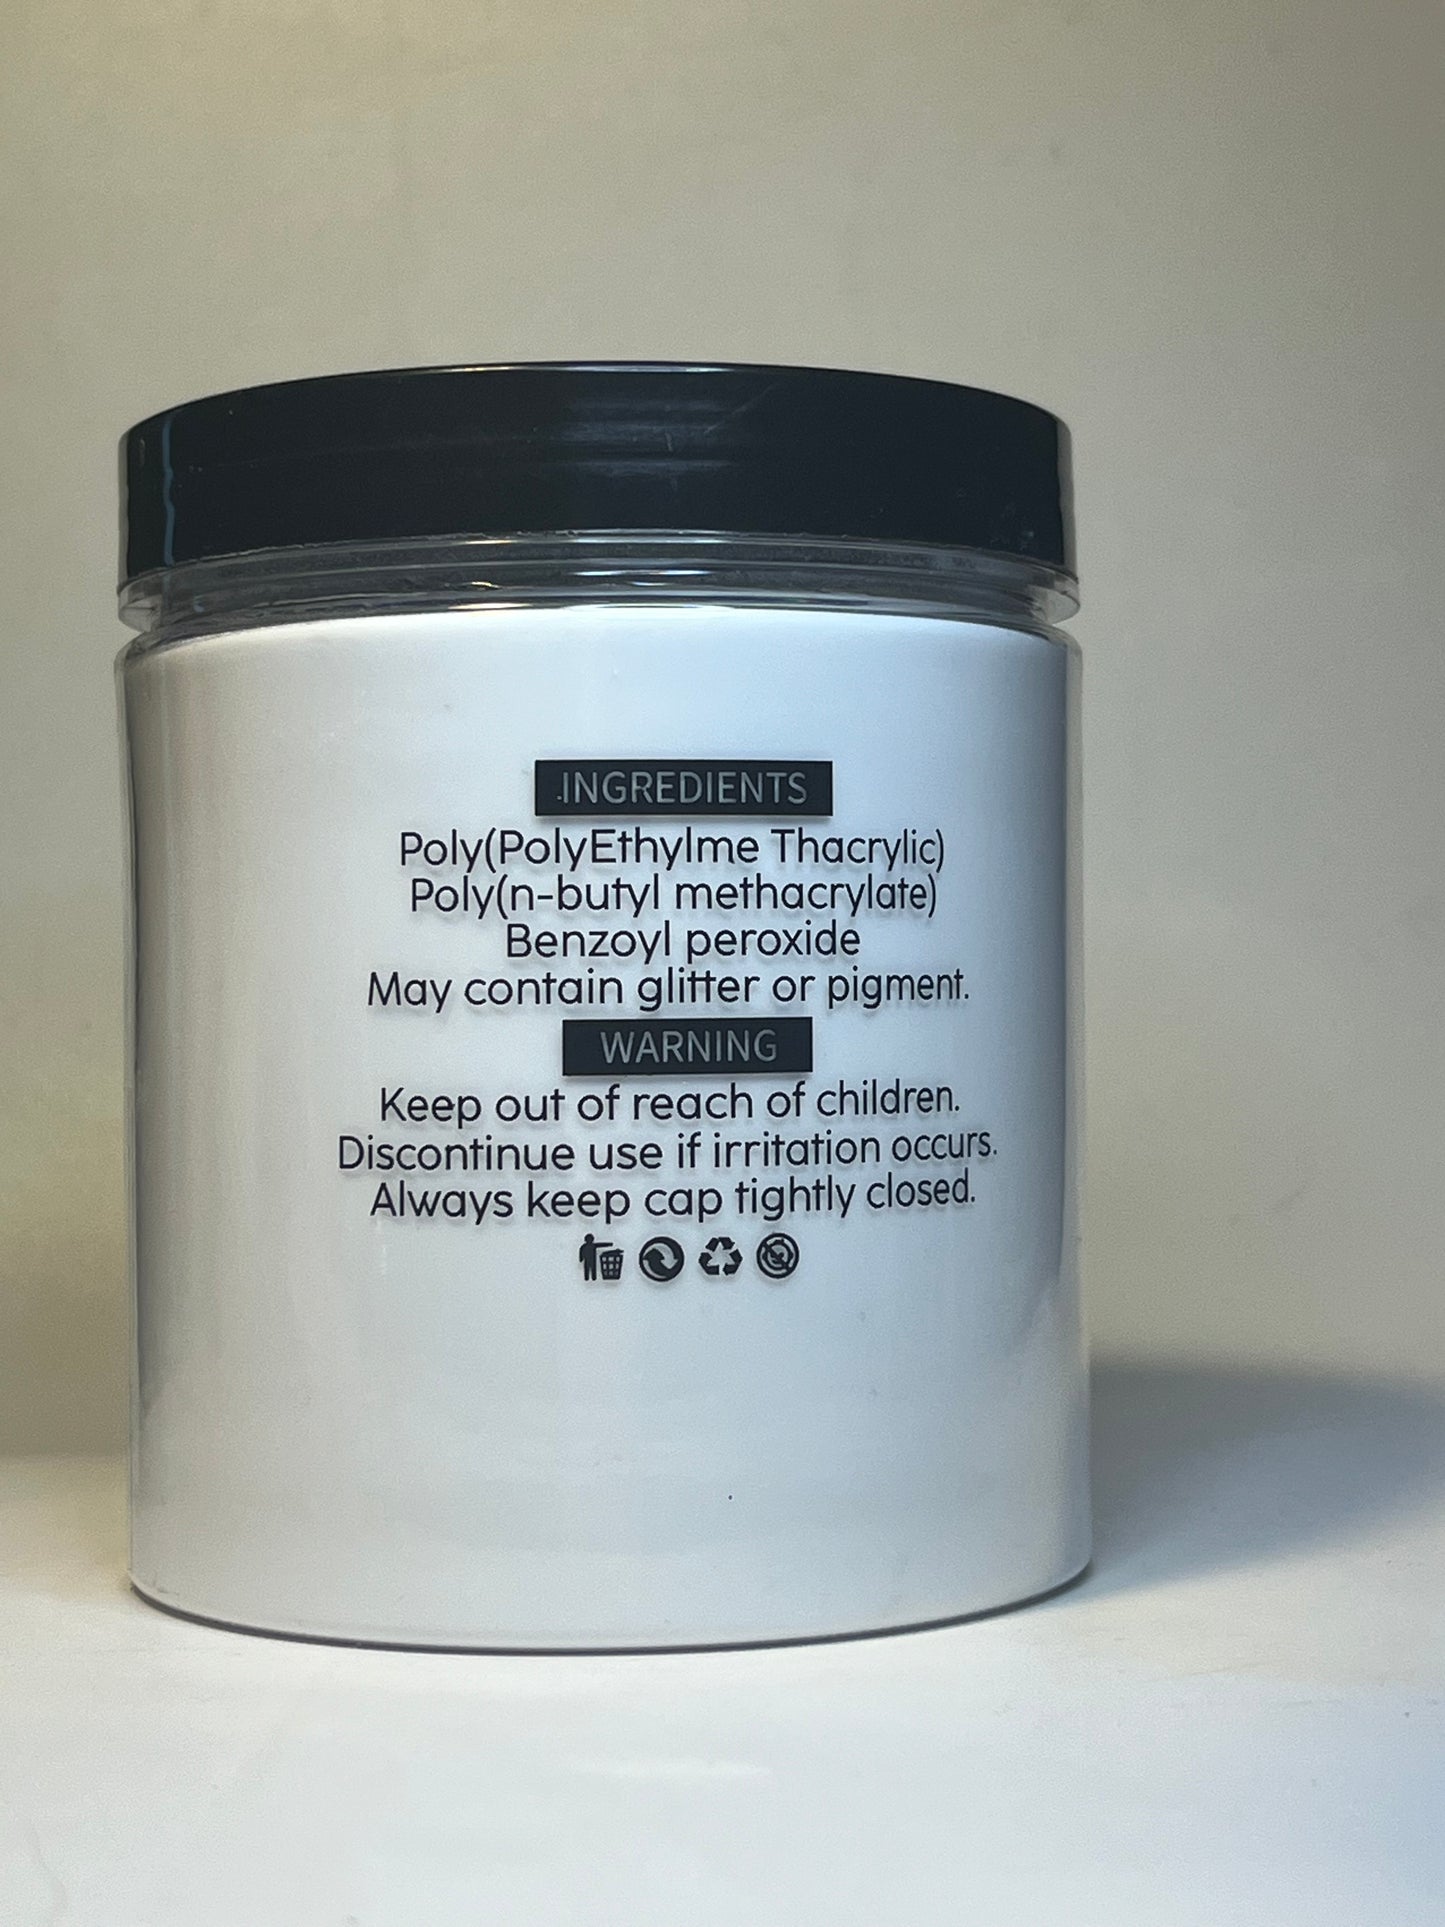 INGREDIENTS
Poly(PolyEthylme Thacrylic)
Poly(n-butyl methacrylate)
Benzoyl peroxide
May contain glitter or pigment.
WARNING
Keep out of reach of children.
Discontinue use if irritation occurs.
Always keep cap tightly closed.